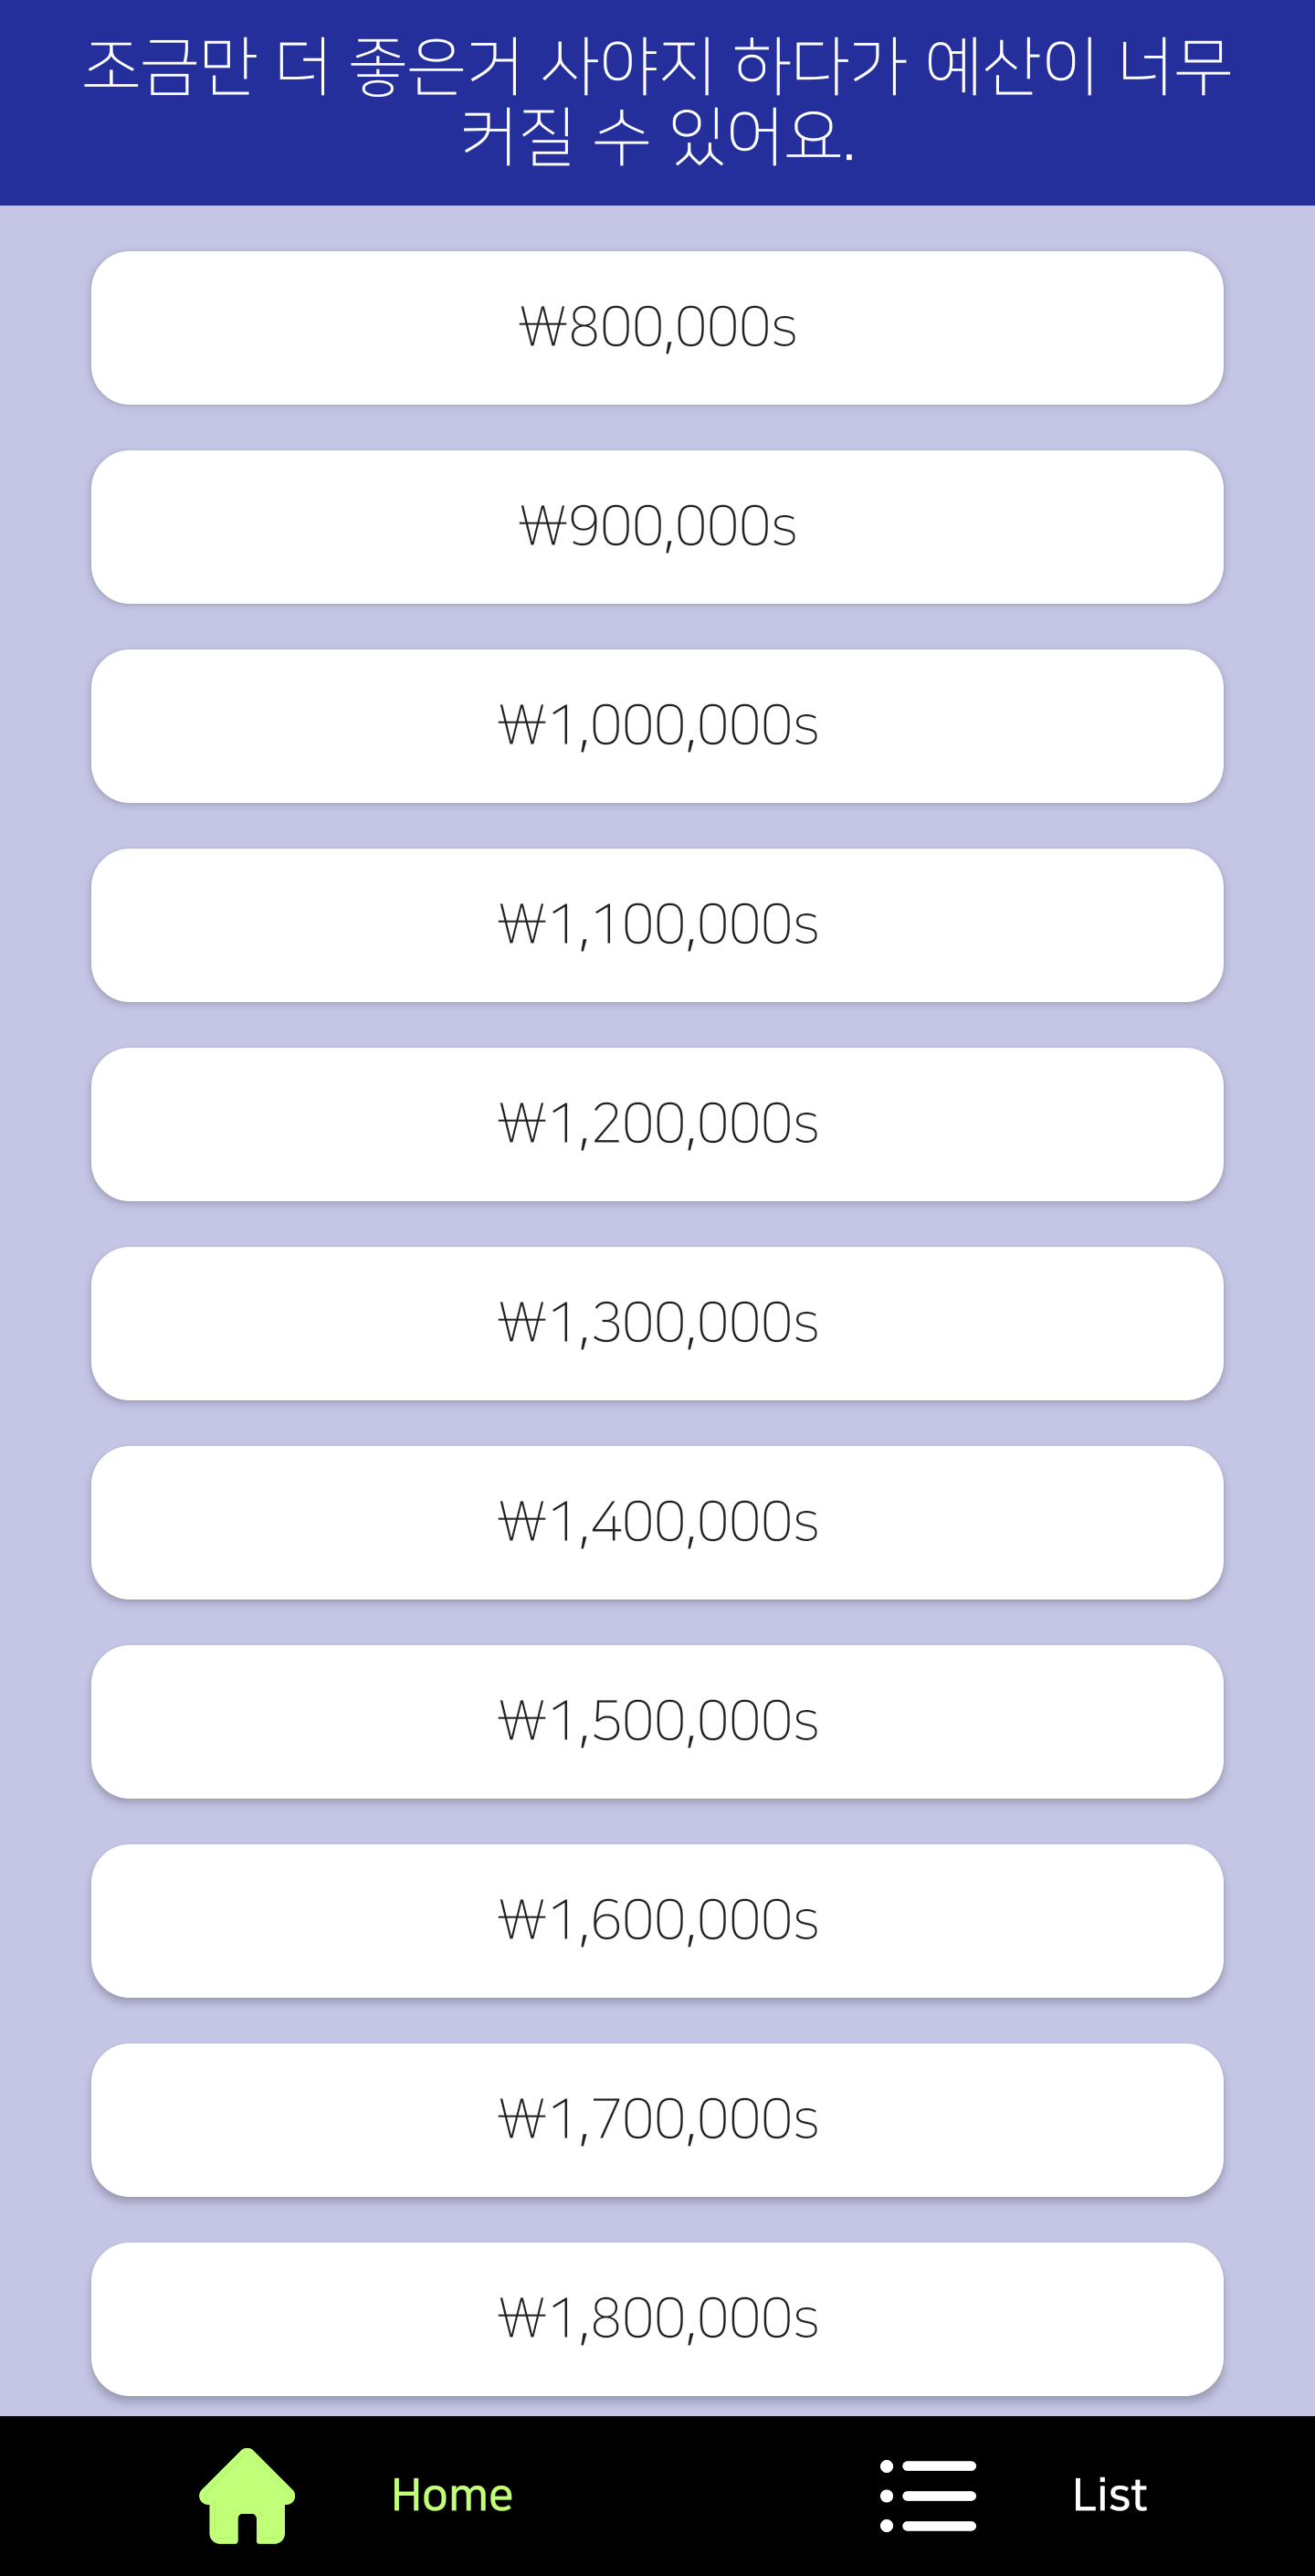 조금만 더 좋은거 사야지 하다가 예산이 너무
커질 수 있어요.
₩800,000s
₩900,000s
₩1,000,000s
₩1,100,000s
₩1,200,000s
₩1,300,000s
₩1,400,000s
₩1,500,000s
₩1,600,000s
₩1,700,000s
₩1,800,000s
Home
List